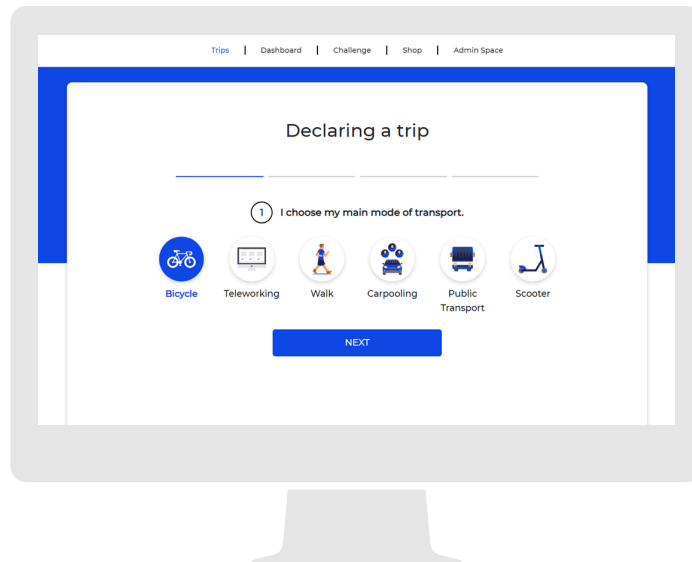 Trips | Dashboard | Challenge | Shop | Admin Space
Declaring a trip
1 I choose my main mode of transport.
Bicycle Teleworking Walk Carpooling Public Transport Scooter
NEXT